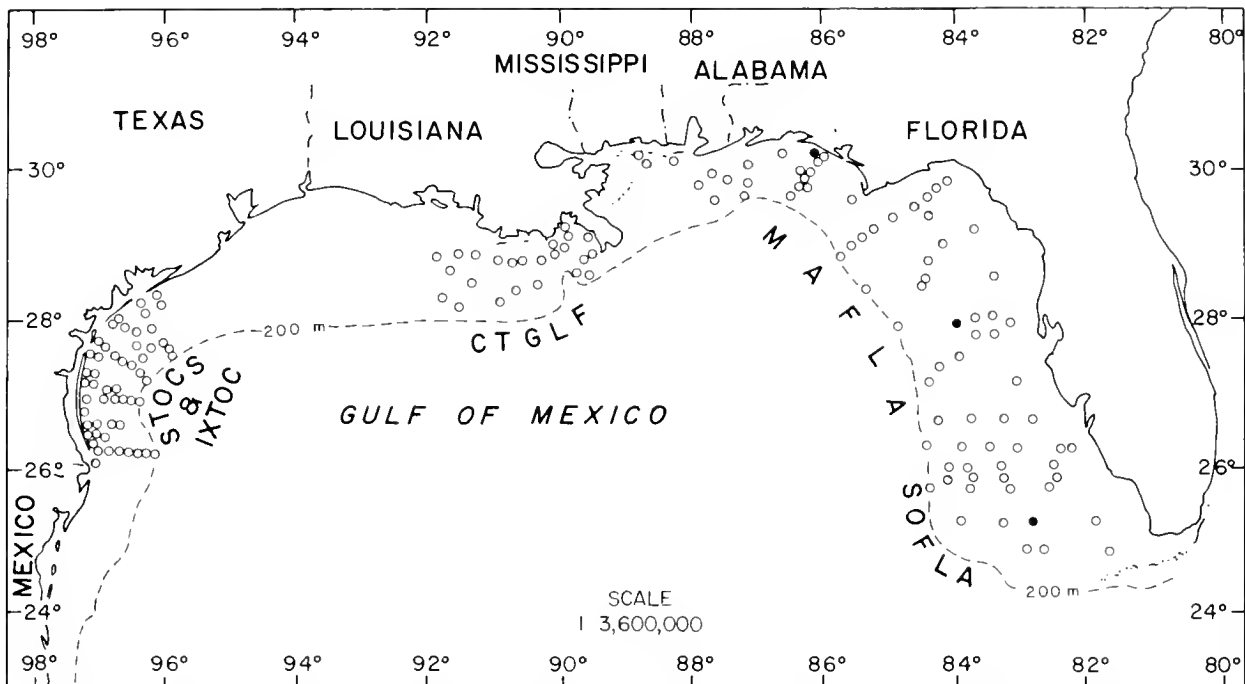 98° 96° 94° 92° 90° 88° 86° 84° 82° 80°
MISSISSIPPI
ALABAMA
TEXAS
LOUISIANA
FLORIDA
30° 30°
MAFLA
28° 28°
200 m
CTGLF
STOCS
&
IXTOC
GULF OF MEXICO
26° 26°
SOFLA
MEXICO
200 m
24° 24°
SCALE
1 3,600,000
98° 96° 94° 92° 90° 88° 86° 84° 82° 80°